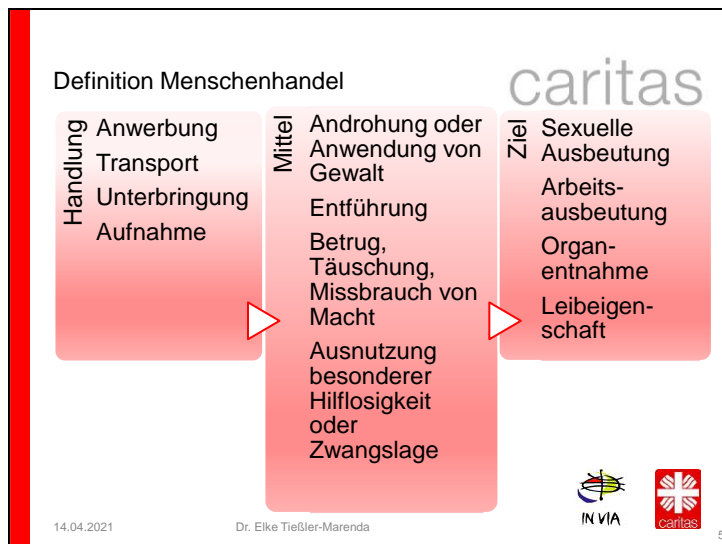 caritas
Definition Menschenhandel
Handlung
Anwerbung
Transport
Unterbringung
Aufnahme
Mittel
Androhung oder
Anwendung von
Gewalt
Entführung
Betrug,
Täuschung,
Missbrauch von
Macht
Ausnutzung
besonderer
Hilflosigkeit
oder
Zwangslage
Ziel
Sexuelle
Ausbeutung
Arbeits-
ausbeutung
Organ-
entnahme
Leibeigen-
schaft
14.04.2021
Dr. Elke Tießler-Marenda
IN VIA
caritas
5